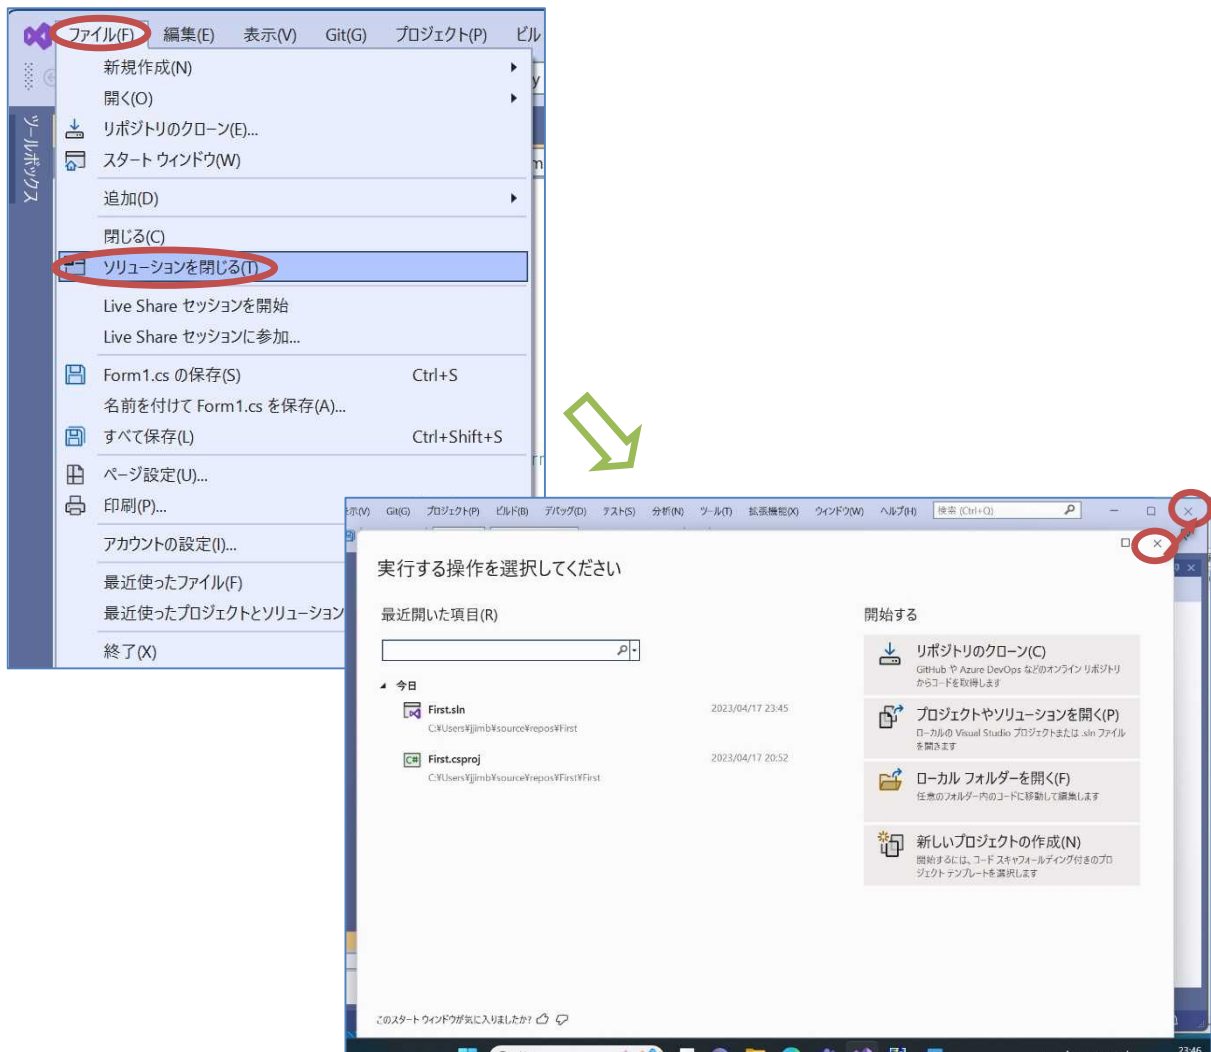 ファイル(F) 編集(E) 表示(V) Git(G) プロジェクト(P) ビル
新規作成(N)
開く(O)
リポジトリのクローン(E)...
スタート ウィンドウ(W)
追加(D)
閉じる(C)
ソリューションを閉じる(T)
Live Share セッションを開始
Live Share セッションに参加...
Form1.cs の保存(S) Ctrl+S
名前を付けて Form1.cs を保存(A)...
すべて保存(L) Ctrl+Shift+S
ページ設定(U)...
印刷(P)...
アカウントの設定(I)...
最近使ったファイル(F)
最近使ったプロジェクトとソリューション
終了(X)
ツールボックス
表示(V) Git(G) プロジェクト(P) ビルド(B) デバッグ(D) テスト(S) 分析(N) ツール(T) 拡張機能(X) ウィンドウ(W) ヘルプ(H) 検索 (Ctrl+Q)
実行する操作を選択してください
最近開いた項目(R)
今日
First.sln 2023/04/17 23:45
C:¥Users¥jjimb¥source¥repos¥First
First.csproj 2023/04/17 20:52
C:¥Users¥jjimb¥source¥repos¥First¥First
開始する
リポジトリのクローン(C)
GitHub や Azure DevOps などのオンライン リポジトリ
からコードを取得します
プロジェクトやソリューションを開く(P)
ローカルの Visual Studio プロジェクトまたは .sln ファイル
を開きます
ローカル フォルダーを開く(F)
任意のフォルダー内のコードに移動して編集します
新しいプロジェクトの作成(N)
開始するには、コード スキャフォールディング付きのプロ
ジェクト テンプレートを選択します
このスタート ウィンドウが気に入りましたか?
23:46